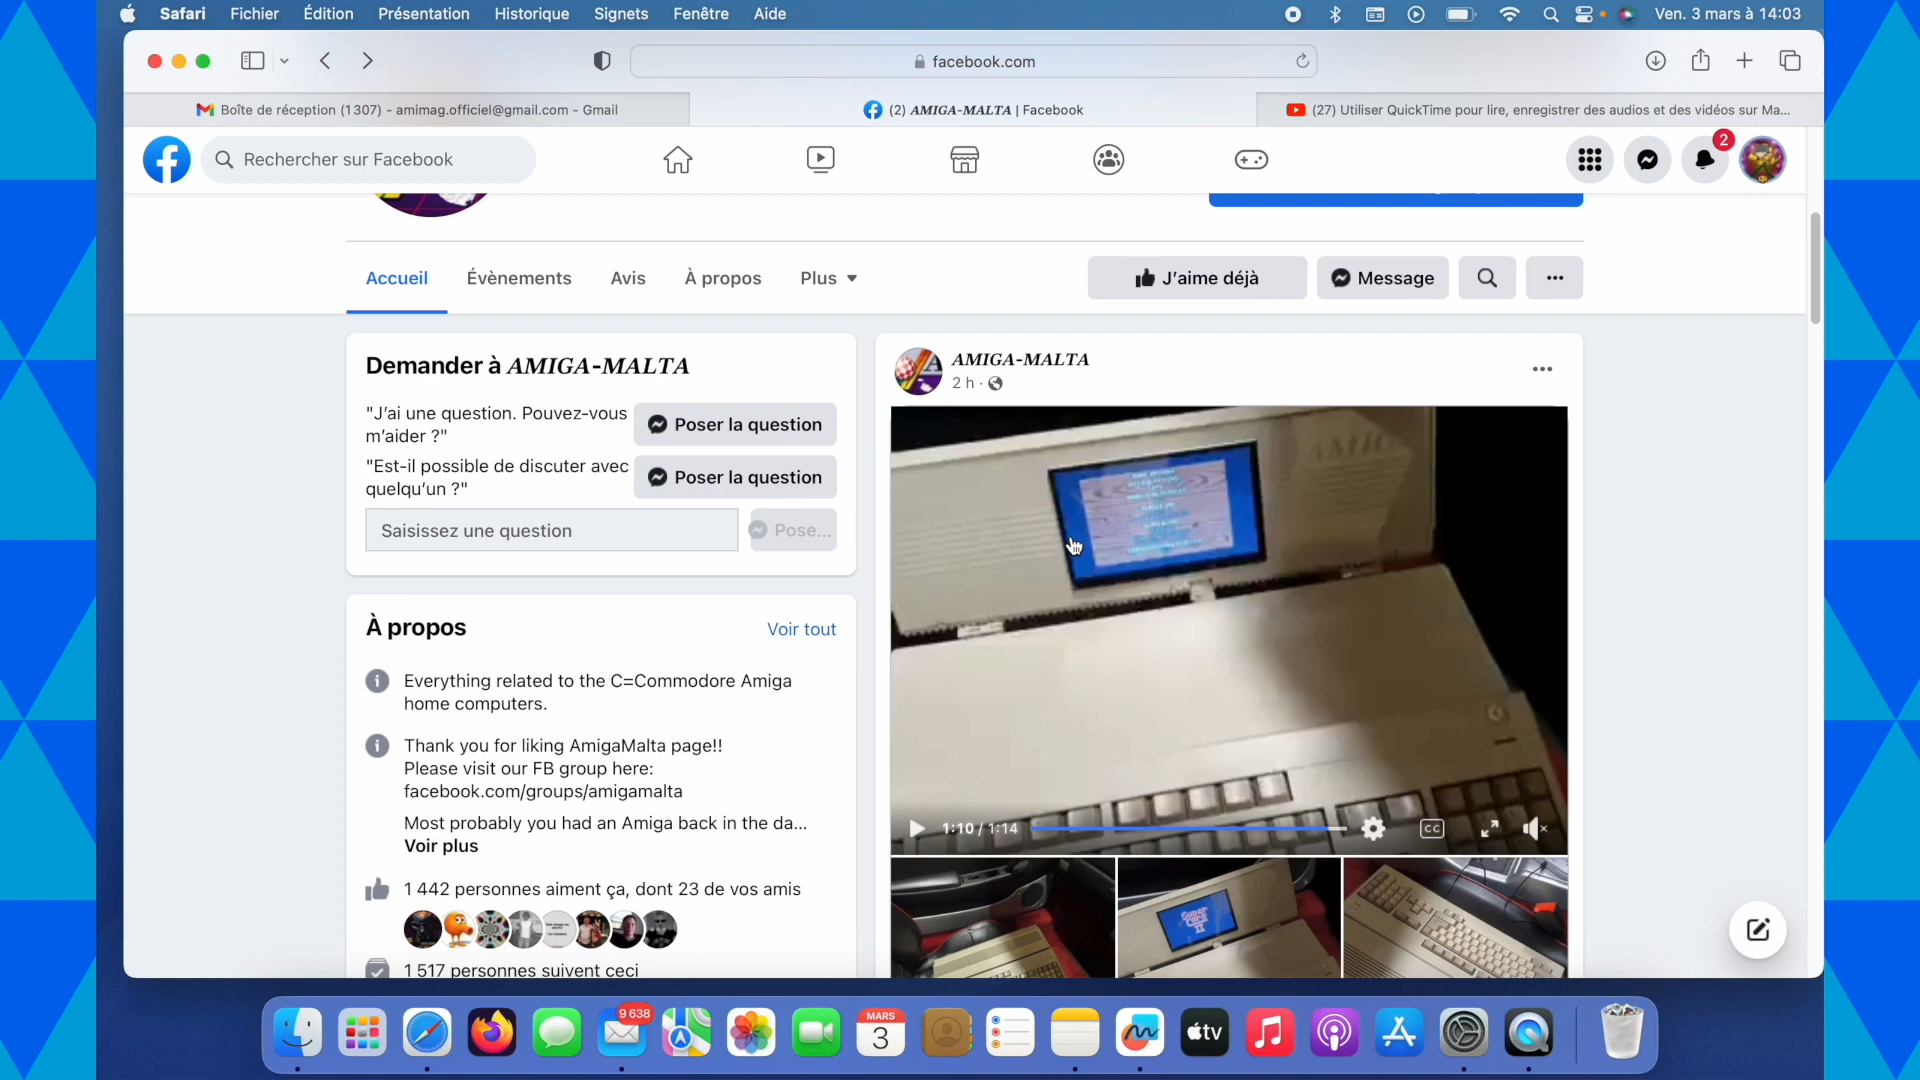 Safari Fichier Édition Présentation Historique Signets Fenêtre Aide Ven. 3 mars à 14:03
facebook.com
Boîte de réception (1 307) - amimag.officiel@gmail.com - Gmail
(2) AMIGA-MALTA | Facebook
(27) Utiliser QuickTime pour lire, enregistrer des audios et des vidéos sur Ma...
Rechercher sur Facebook
2
Accueil Évènements Avis À propos Plus
J'aime déjà Message
Demander à AMIGA-MALTA
"J'ai une question. Pouvez-vous
m'aider ?"
Poser la question
"Est-il possible de discuter avec
quelqu'un ?"
Poser la question
Saisissez une question
Pose...
À propos
Voir tout
Everything related to the C=Commodore Amiga
home computers.
Thank you for liking AmigaMalta page!!
Please visit our FB group here:
facebook.com/groups/amigamalta
Most probably you had an Amiga back in the da...
Voir plus
1 442 personnes aiment ça, dont 23 de vos amis
1 517 personnes suivent ceci
AMIGA-MALTA
2 h ·
1:10 / 1:14
CC
9 638
MARS
3
tv